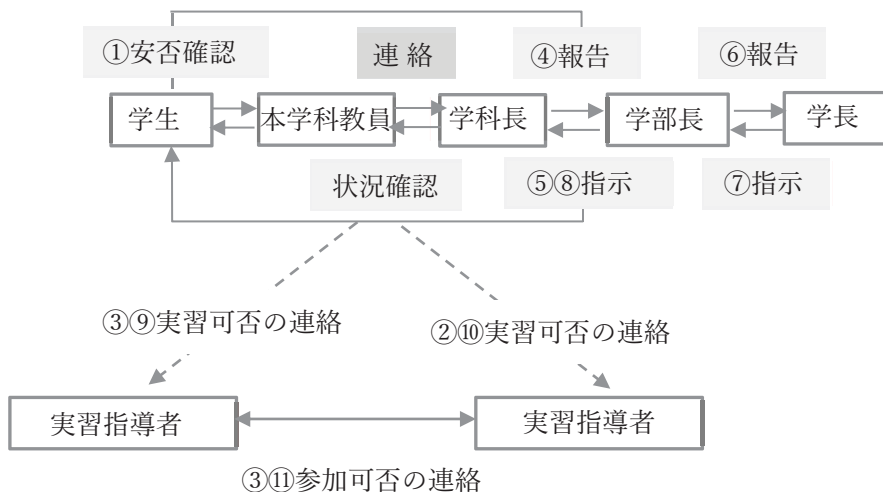 ①安否確認
連 絡
④報告
⑥報告
学生
本学科教員
学科長
学部長
学長
状況確認
⑤⑧指示
⑦指示
③⑨実習可否の連絡
②⑩実習可否の連絡
実習指導者
実習指導者
③⑪参加可否の連絡